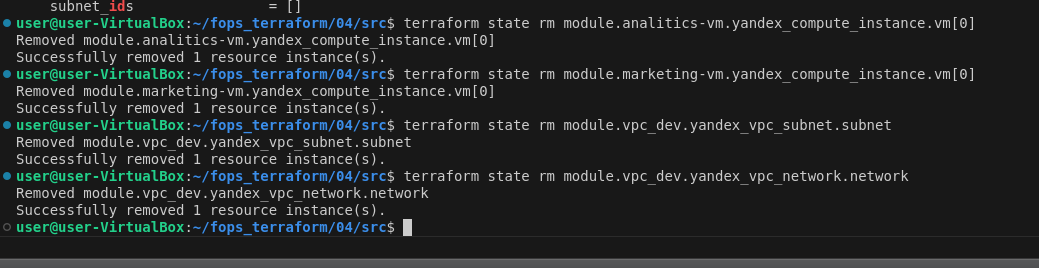 subnet_ids = []
user@user-VirtualBox:~/fops_terraform/04/src$ terraform state rm module.analitics-vm.yandex_compute_instance.vm[0]
Removed module.analitics-vm.yandex_compute_instance.vm[0]
Successfully removed 1 resource instance(s).
user@user-VirtualBox:~/fops_terraform/04/src$ terraform state rm module.marketing-vm.yandex_compute_instance.vm[0]
Removed module.marketing-vm.yandex_compute_instance.vm[0]
Successfully removed 1 resource instance(s).
user@user-VirtualBox:~/fops_terraform/04/src$ terraform state rm module.vpc_dev.yandex_vpc_subnet.subnet
Removed module.vpc_dev.yandex_vpc_subnet.subnet
Successfully removed 1 resource instance(s).
user@user-VirtualBox:~/fops_terraform/04/src$ terraform state rm module.vpc_dev.yandex_vpc_network.network
Removed module.vpc_dev.yandex_vpc_network.network
Successfully removed 1 resource instance(s).
user@user-VirtualBox:~/fops_terraform/04/src$